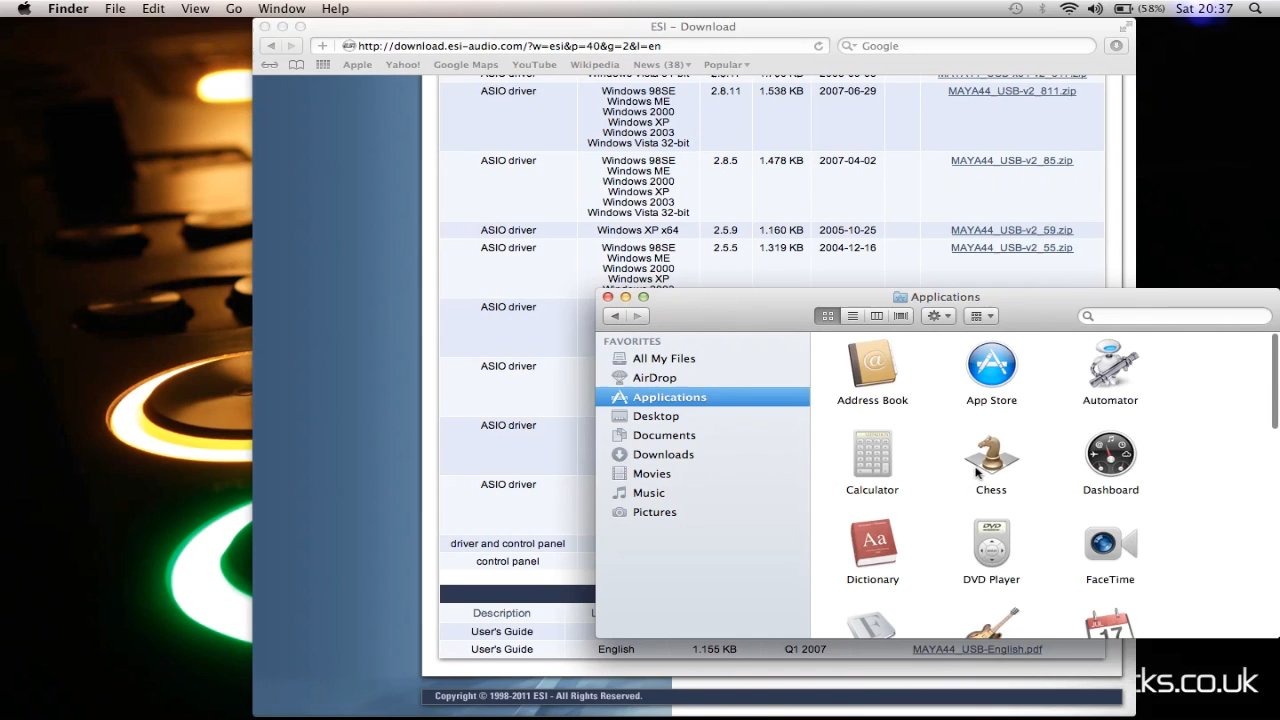 Finder File Edit View Go Window Help (58%) Sat 20:37
ESI – Download
http://download.esi-audio.com/?w=esi&p=40&g=2&l=en Google
Apple Yahoo! Google Maps YouTube Wikipedia News (38) Popular
ASIO driver Windows 98SE 2.8.11 1.538 KB 2007-06-29 MAYA44_USB-v2_811.zip
Windows ME
Windows 2000
Windows XP
Windows 2003
Windows Vista 32-bit
ASIO driver Windows 98SE 2.8.5 1.478 KB 2007-04-02 MAYA44_USB-v2_85.zip
Windows ME
Windows 2000
Windows XP
Windows 2003
Windows Vista 32-bit
ASIO driver Windows XP x64 2.5.9 1.160 KB 2005-10-25 MAYA44_USB-v2_59.zip
ASIO driver Windows 98SE 2.5.5 1.319 KB 2004-12-16 MAYA44_USB-v2_55.zip
Windows ME
Windows 2000
Windows XP
ASIO driver
ASIO driver
ASIO driver
ASIO driver
driver and control panel
control panel
Description
User's Guide
User's Guide English 1.155 KB Q1 2007 MAYA44_USB-English.pdf
Copyright © 1998-2011 ESI - All Rights Reserved.
Applications
FAVORITES
All My Files
AirDrop
Applications
Desktop
Documents
Downloads
Movies
Music
Pictures
Address Book App Store Automator
Calculator Chess Dashboard
Dictionary DVD Player FaceTime
Aa
DVD
JUL
17
cks.co.uk